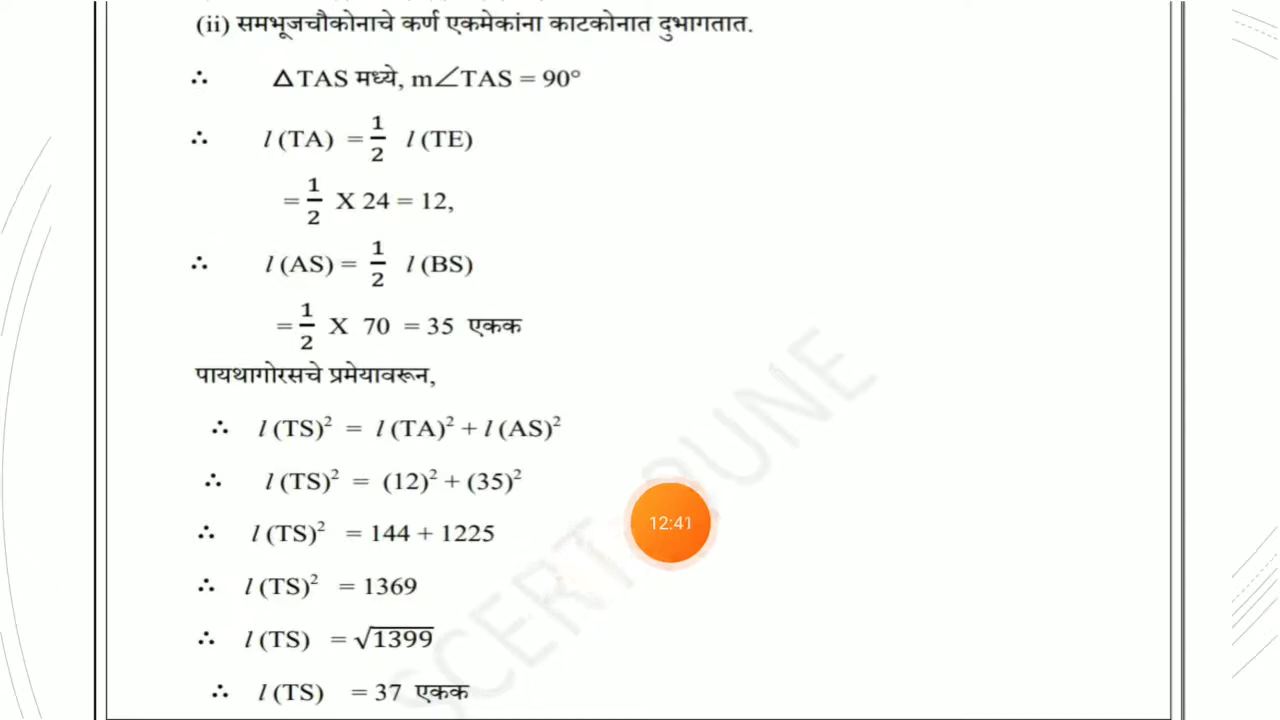 (ii) समभूजचौकोनाचे कर्ण एकमेकांना काटकोनात दुभागतात.
∴ △TAS मध्ये, m∠TAS = 90°
∴ l (TA) = 1/2 l (TE)
= 1/2 X 24 = 12,
∴ l (AS) = 1/2 l (BS)
= 1/2 X 70 = 35 एकक
पायथागोरसचे प्रमेयावरून,
∴ l (TS)² = l (TA)² + l (AS)²
∴ l (TS)² = (12)² + (35)²
∴ l (TS)² = 144 + 1225
∴ l (TS)² = 1369
∴ l (TS) = √1399
∴ l (TS) = 37 एकक
12:41
SCERT PUNE